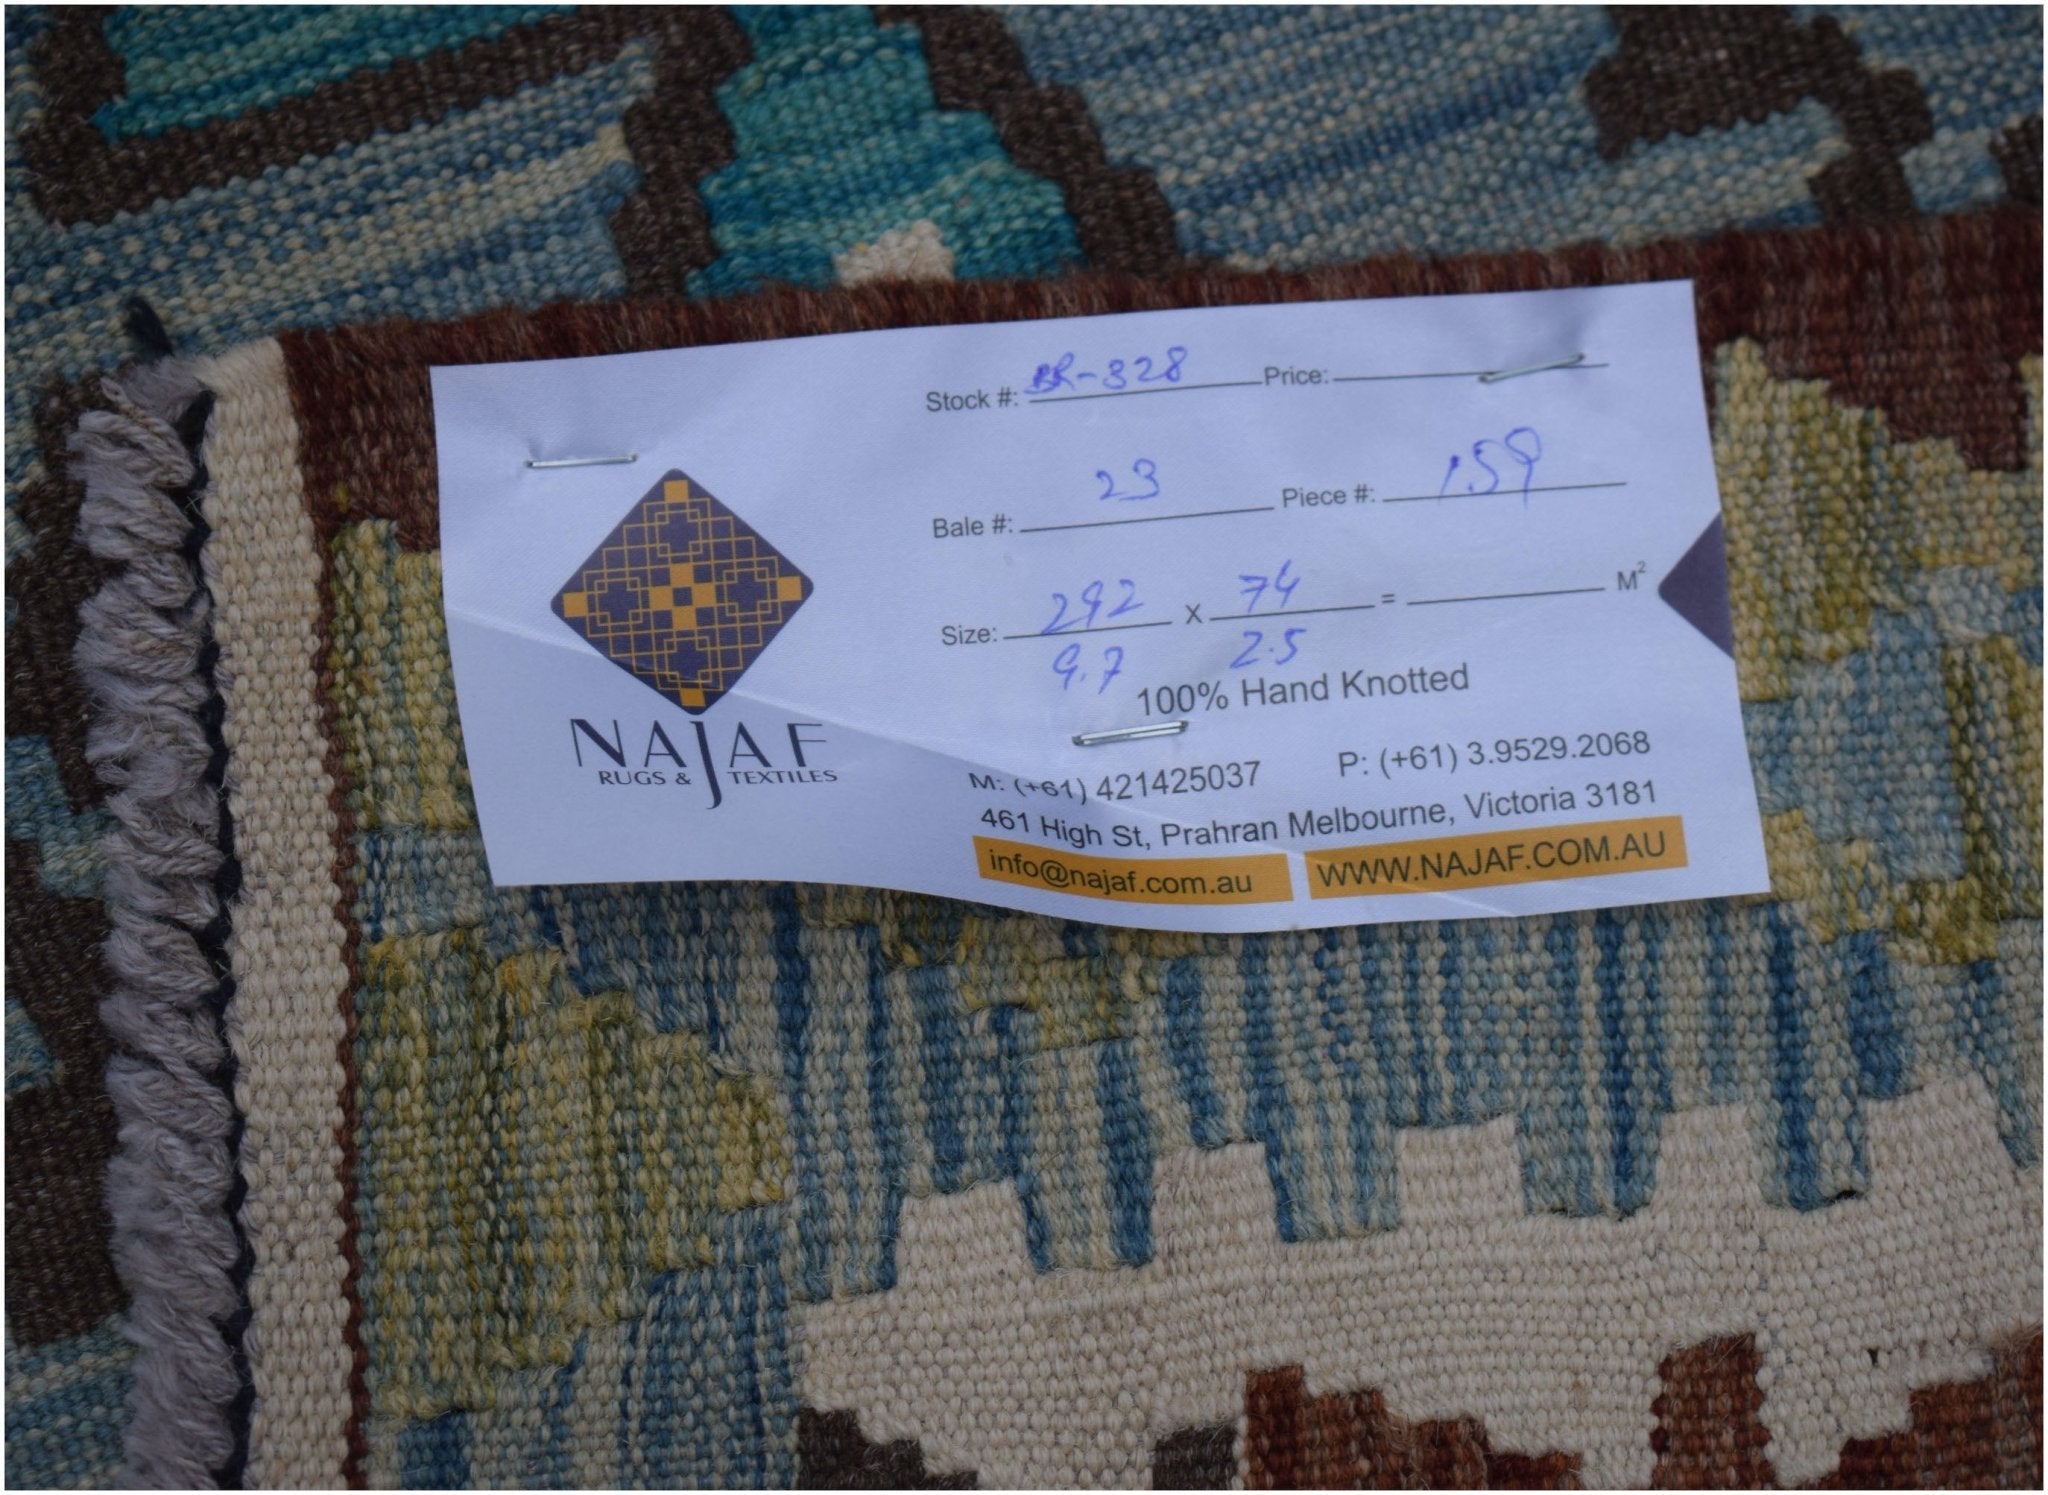 Stock #: BR-328 Price:
Bale #: 23 Piece #: 159
Size: 292 X 74 = M²
9.7 2.5
100% Hand Knotted
NAJAF
RUGS & TEXTILES
M: (+61) 421425037 P: (+61) 3.9529.2068
461 High St, Prahran Melbourne, Victoria 3181
info@najaf.com.au WWW.NAJAF.COM.AU